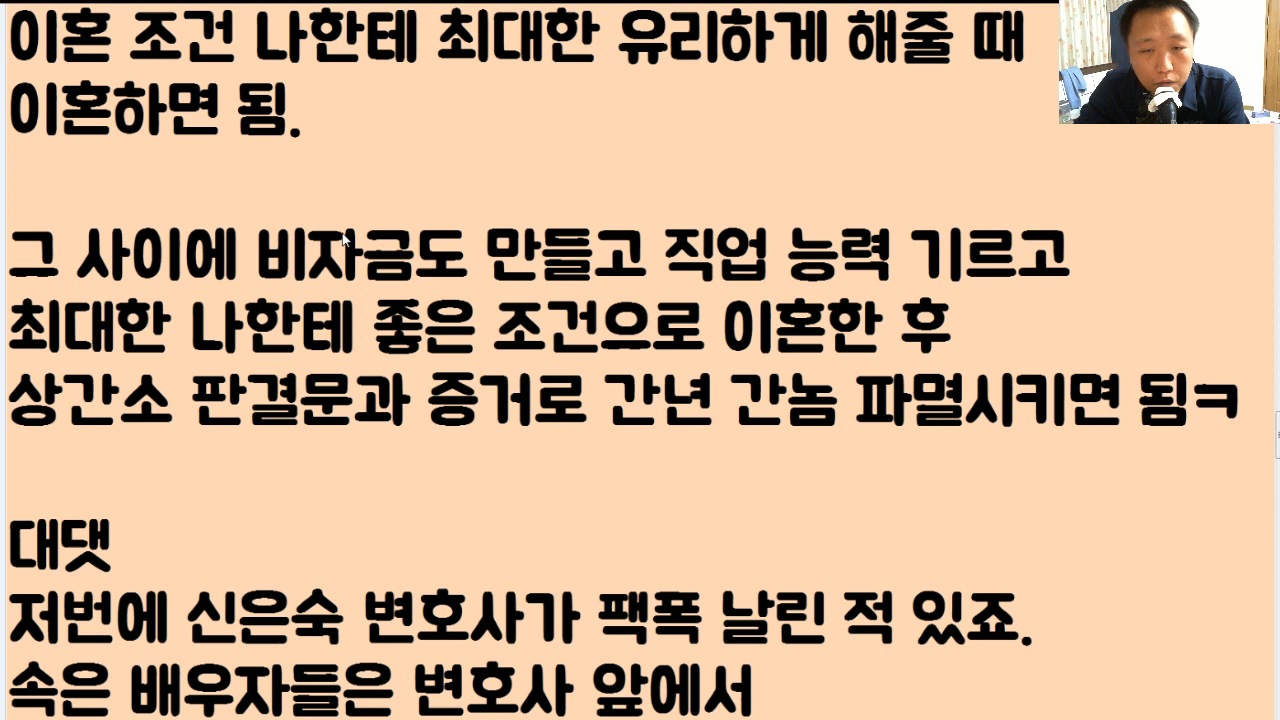 이혼 조건 나한테 최대한 유리하게 해줄 때
이혼하면 됨.
그 사이에 비자금도 만들고 직업 능력 기르고
최대한 나한테 좋은 조건으로 이혼한 후
상간소 판결문과 증거로 간년 간놈 파멸시키면 됨ㅋ
대댓
저번에 신은숙 변호사가 팩폭 날린 적 있죠.
속은 배우자들은 변호사 앞에서